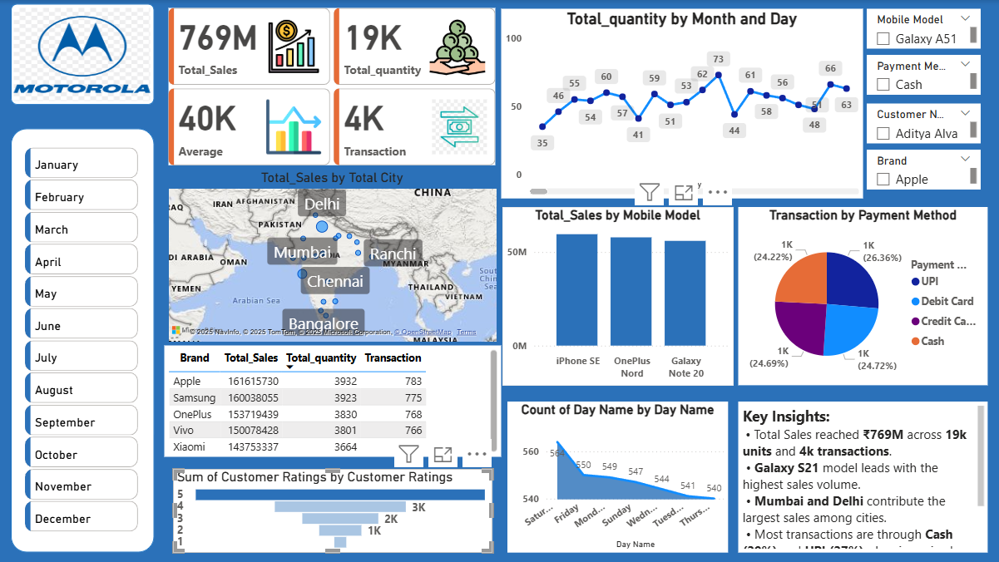 MOTOROLA
January
February
March
April
May
June
July
August
September
October
November
December
769M
Total_Sales
19K
Total_quantity
40K
Average
4K
Transaction
Total_Sales by Total City
CHINA
IRAN
AFGHANISTAN
Delhi
PAKISTAN
DI ARABIA
OMAN
Mumbai
Ranchi
MYANMAR
YEMEN
Chennai
THAILAND
VIETNAM
South
Chin
Sea
Arabian Sea
Bangalore
© 2025 NavInfo, © 2025 TomTom, © 2025 Microsoft Corporation, © OpenStreetMap Terms
MALAYSIA
Brand Total_Sales Total_quantity Transaction
Apple 161615730 3932 783
Samsung 160038055 3923 775
OnePlus 153719439 3830 768
Vivo 150078428 3801 766
Xiaomi 143753337 3664
Sum of Customer Ratings by Customer Ratings
5
4 3K
3 2K
2 1K
1
Total_quantity by Month and Day
100
50
0
35
46
55
54
60
57
41
59
51
53
62
73
44
61
58
56
51
48
66
63
Mobile Model
Galaxy A51
Payment Me...
Cash
Customer N...
Aditya Alva
Brand
Apple
Total_Sales by Mobile Model
50M
0M
iPhone SE
OnePlus
Nord
Galaxy
Note 20
Transaction by Payment Method
1K
(24.22%)
1K
(26.36%)
1K
(24.69%)
1K
(24.72%)
Payment ...
UPI
Debit Card
Credit Ca...
Cash
Count of Day Name by Day Name
560
540
564
550
549
547
544
541
540
Satur...
Friday
Mond...
Sunday
Wedn...
Tuesd...
Thurs...
Day Name
Key Insights:
• Total Sales reached ₹769M across 19k
units and 4k transactions.
• Galaxy S21 model leads with the
highest sales volume.
• Mumbai and Delhi contribute the
largest sales among cities.
• Most transactions are through Cash